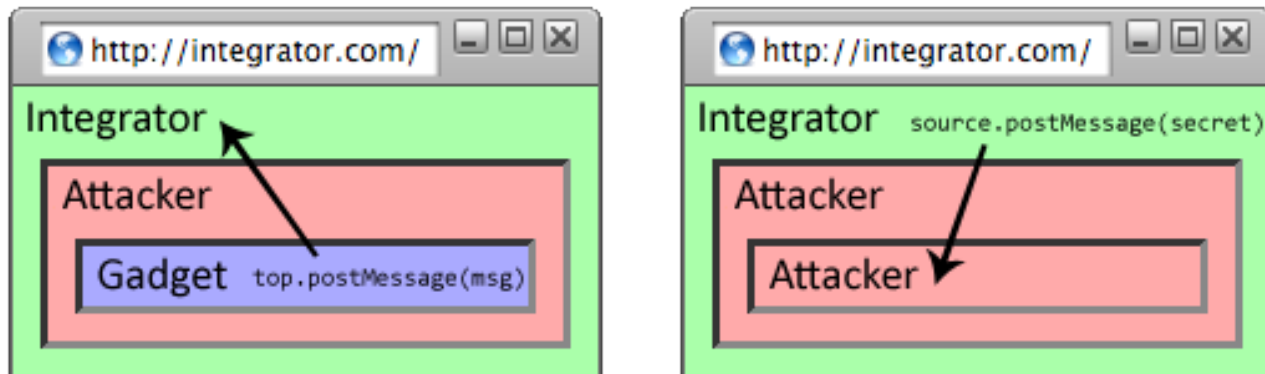 http://integrator.com/
Integrator
Attacker
Gadget top.postMessage(msg)
http://integrator.com/
Integrator source.postMessage(secret)
Attacker
Attacker